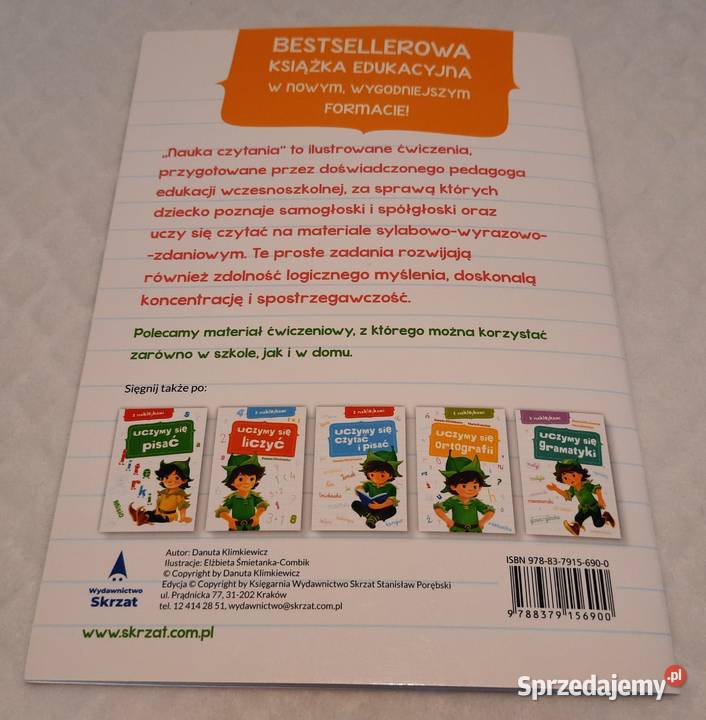 BESTSELLEROWA
KSIĄŻKA EDUKACYJNA
W NOWYM, WYGODNIEJSZYM
FORMACIE!
„Nauka czytania" to ilustrowane ćwiczenia,
przygotowane przez doświadczonego pedagoga
edukacji wczesnoszkolnej, za sprawą których
dziecko poznaje samogłoski i spółgłoski oraz
uczy się czytać na materiale sylabowo-wyrazowo-
-zdaniowym. Te proste zadania rozwijają
również zdolność logicznego myślenia, doskonalą
koncentrację i spostrzegawczość.
Polecamy materiał ćwiczeniowy, z którego można korzystać
zarówno w szkole, jak i w domu.
Sięgnij także po:
z naklejkami
uczymy się
pisać
z naklejkami
uczymy się
liczyć
z naklejkami
uczymy się
czytać i pisać
z naklejkami
uczymy się
ortografii
z naklejkami
uczymy się
gramatyki
Wydawnictwo
Skrzat
Autor: Danuta Klimkiewicz
Ilustracje: Elżbieta Śmietanka-Combik
© Copyright by Danuta Klimkiewicz
Edycja © Copyright by Księgarnia Wydawnictwo Skrzat Stanisław Porębski
ul. Prądnicka 77, 31-202 Kraków
tel. 12 414 28 51, wydawnictwo@skrzat.com.pl
www.skrzat.com.pl
ISBN 978-83-7915-690-0
9 788379 156900
Sprzedajemy.pl